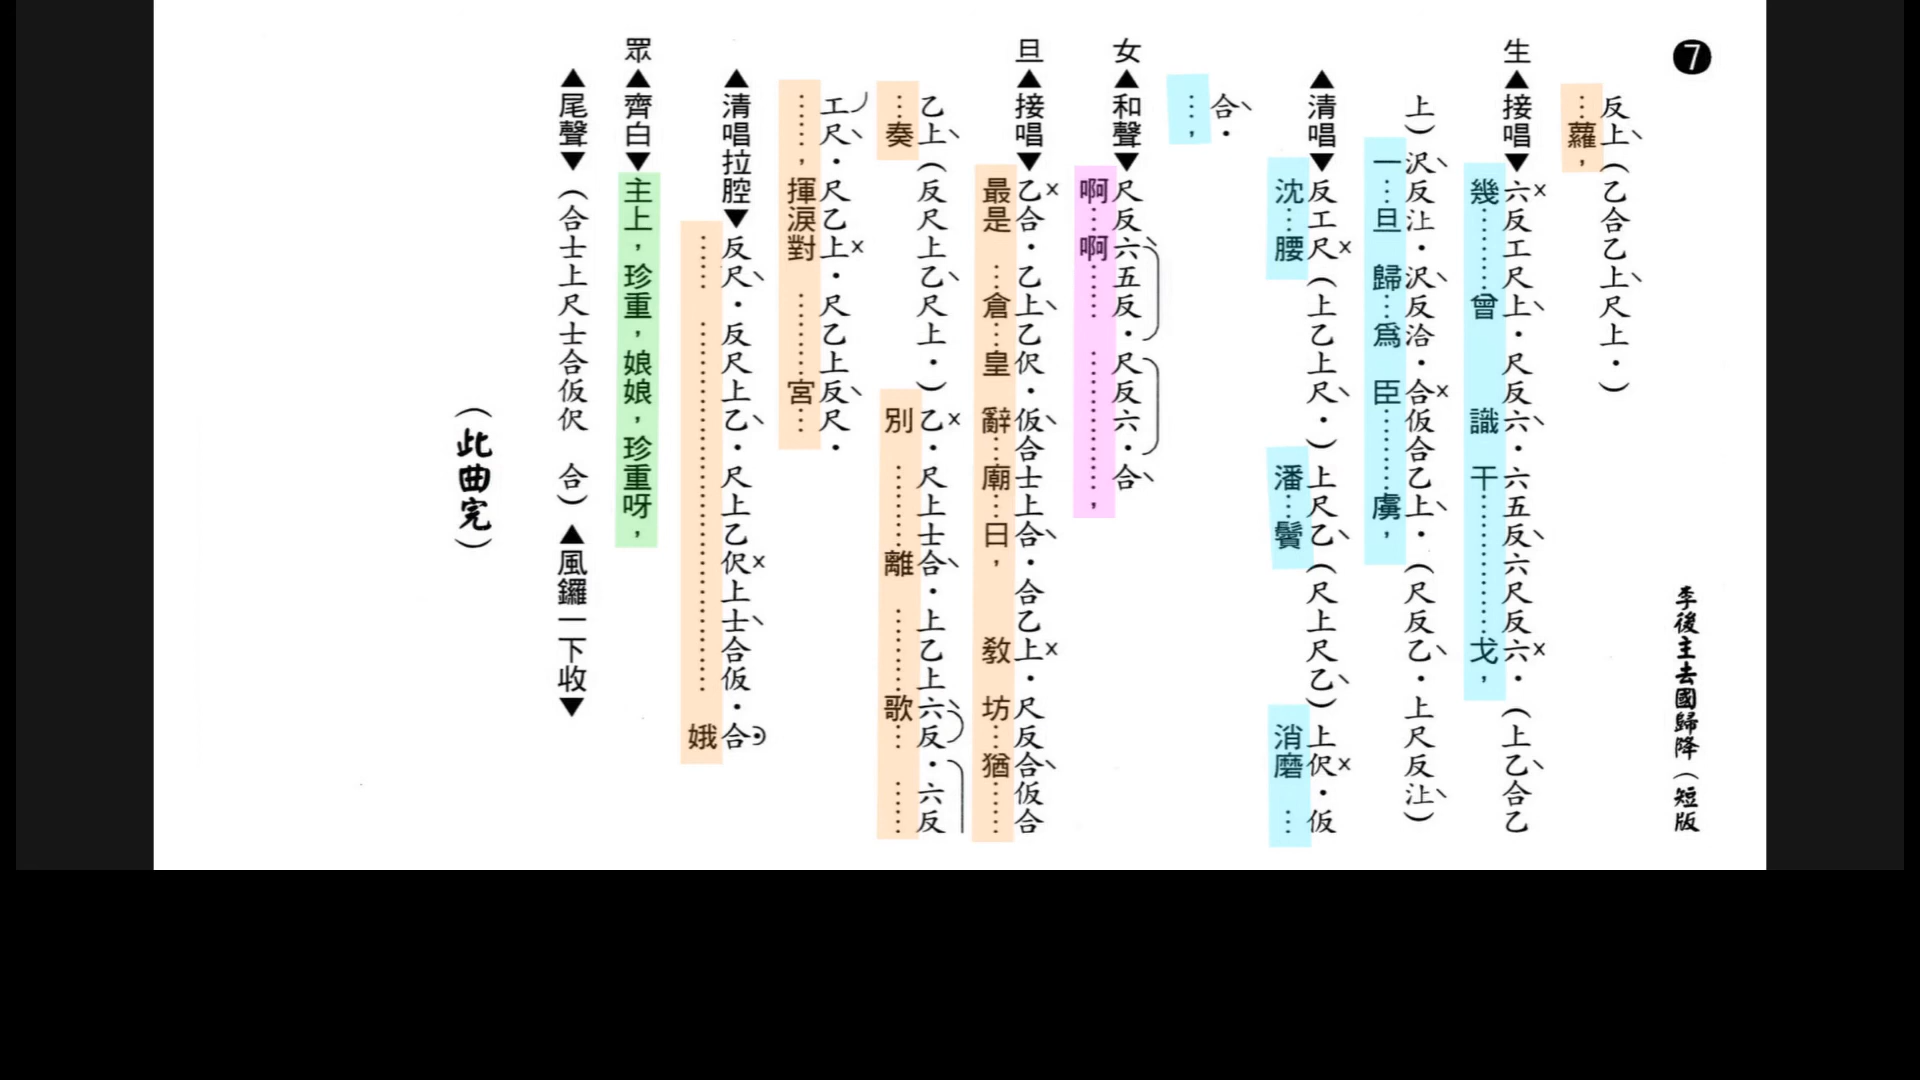 7
李後主去國歸降（短版
反上（乙合乙上尺上・）
…蘿，
生▲接唱▼六反工尺上・尺反六・六五反六尺反六・（上乙合乙
幾………曾 識 干………………戈，
上）沢反㳆・沢反洽・合仮合乙上・（尺反乙・上尺反㳆）
一…旦 歸…爲 臣…………虜，
▲清唱▼反工尺（上乙上尺・）上尺乙（尺上尺乙）上伬・仮
沈…腰 潘…鬢 消磨 …
合・
…，
女▲和聲▼尺反六五反・尺反六・合
啊…啊…… ………………，
旦▲接唱▼乙合・乙上乙伬・仮合士上合・合乙上・尺反合仮合
最是 …倉…皇 辭…廟…日， 敎 坊…猶……
乙上（反尺上乙尺上・）乙・尺上士合・上乙上六反・六反
…奏 別 ………離 ………歌… ……
工尺・尺乙上・尺乙上反尺・
……，揮淚對 ………宮…
▲清唱拉腔▼反尺・反尺上乙・尺上乙伬上士合仮・合
…… …………………………………… 娥
眾▲齊白▼主上，珍重，娘娘，珍重呀，
▲尾聲▼（合士上尺士合仮伬 合）▲風鑼一下收▼
（此曲完）